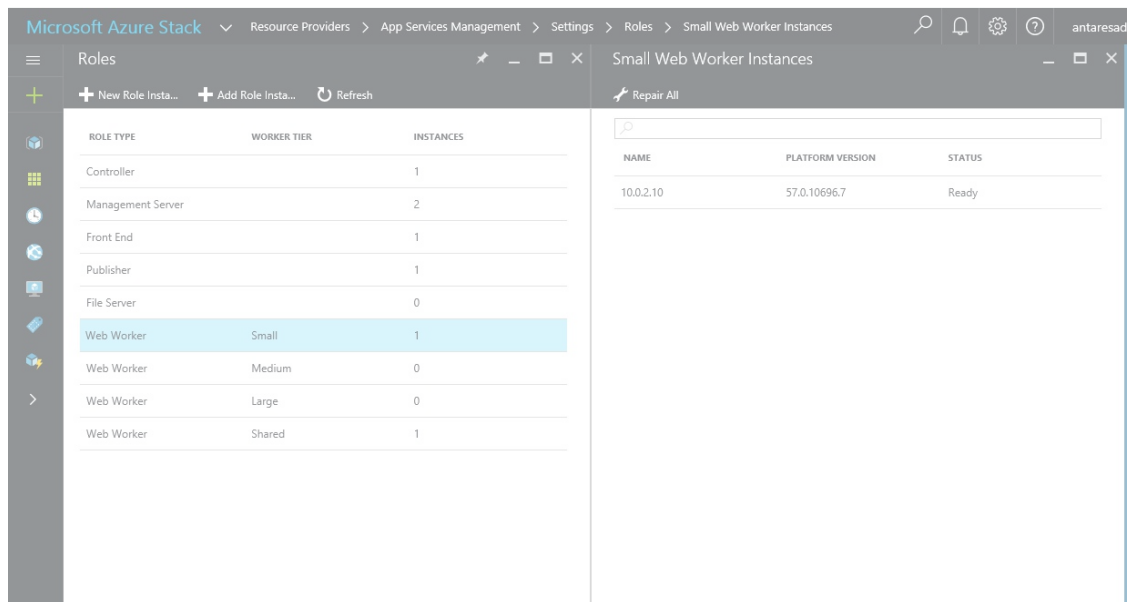 Microsoft Azure Stack Resource Providers > App Services Management > Settings > Roles > Small Web Worker Instances antaresad
Roles
New Role Insta... Add Role Insta... Refresh
ROLE TYPE WORKER TIER INSTANCES
Controller 1
Management Server 2
Front End 1
Publisher 1
File Server 0
Web Worker Small 1
Web Worker Medium 0
Web Worker Large 0
Web Worker Shared 1
Small Web Worker Instances
Repair All
NAME PLATFORM VERSION STATUS
10.0.2.10 57.0.10696.7 Ready